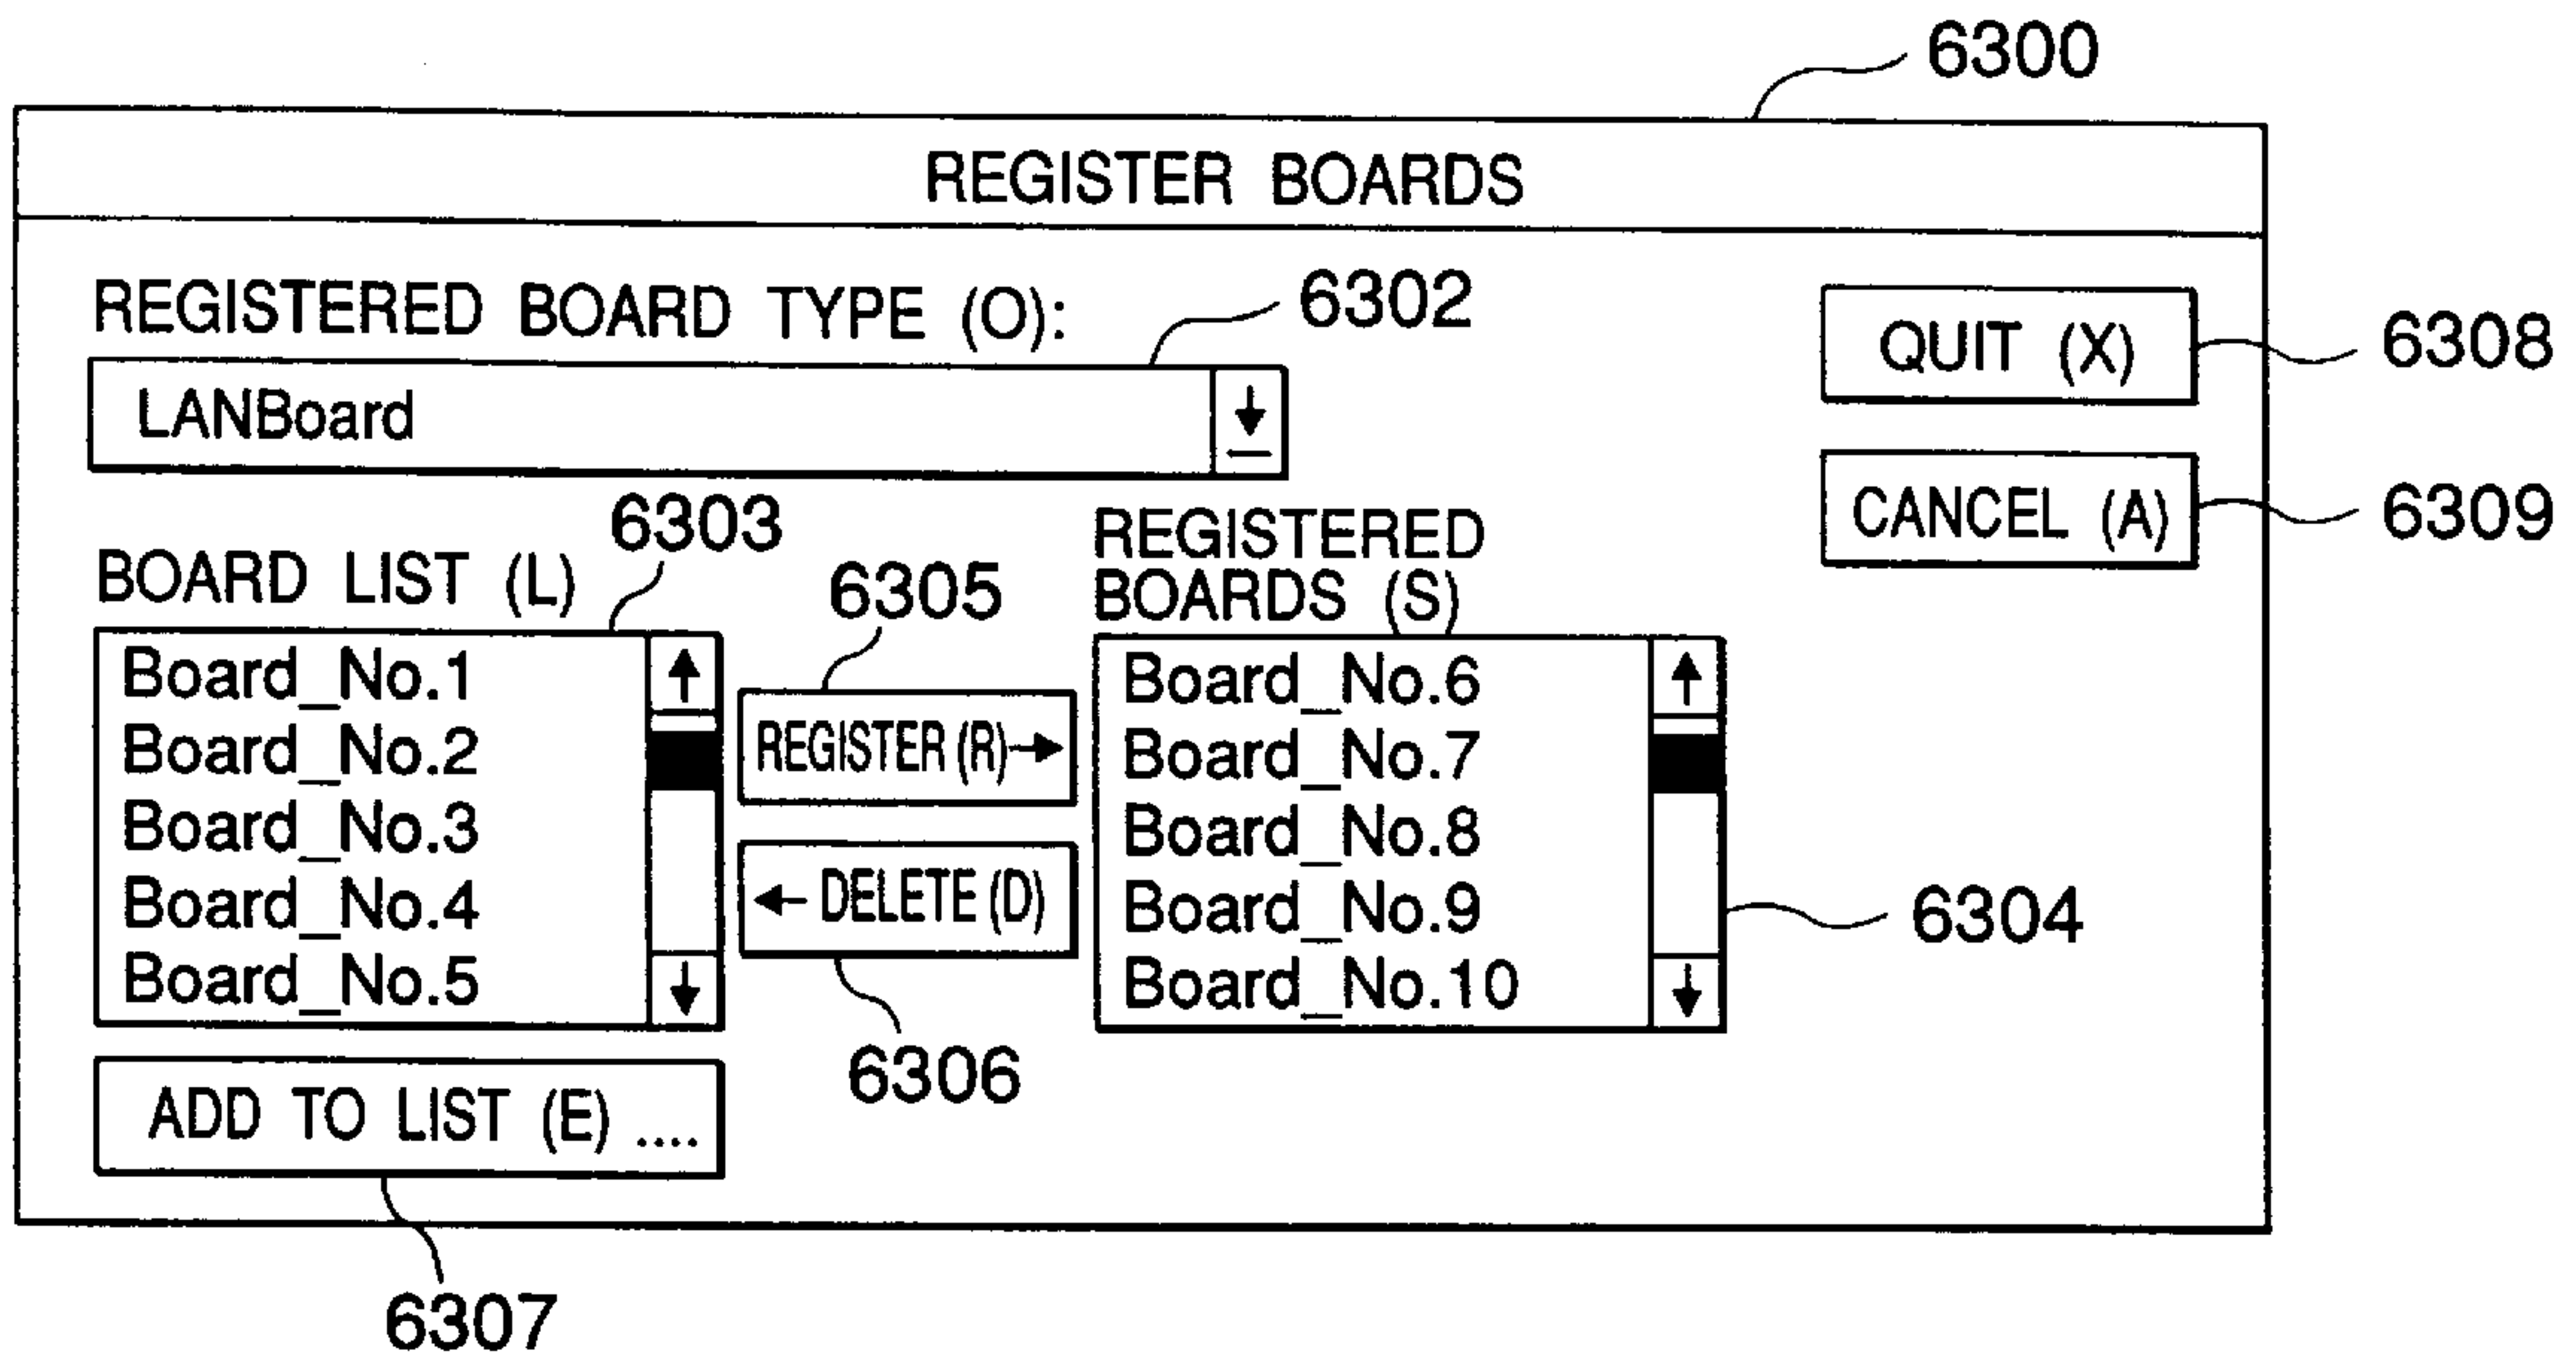 6300
REGISTER BOARDS
REGISTERED BOARD TYPE (O):
6302
LANBoard
QUIT (X)
6308
CANCEL (A)
6309
6303
BOARD LIST (L)
Board_No.1
Board_No.2
Board_No.3
Board_No.4
Board_No.5
6305
REGISTER (R)→
← DELETE (D)
6306
REGISTERED
BOARDS (S)
Board_No.6
Board_No.7
Board_No.8
Board_No.9
Board_No.10
6304
ADD TO LIST (E) ....
6307